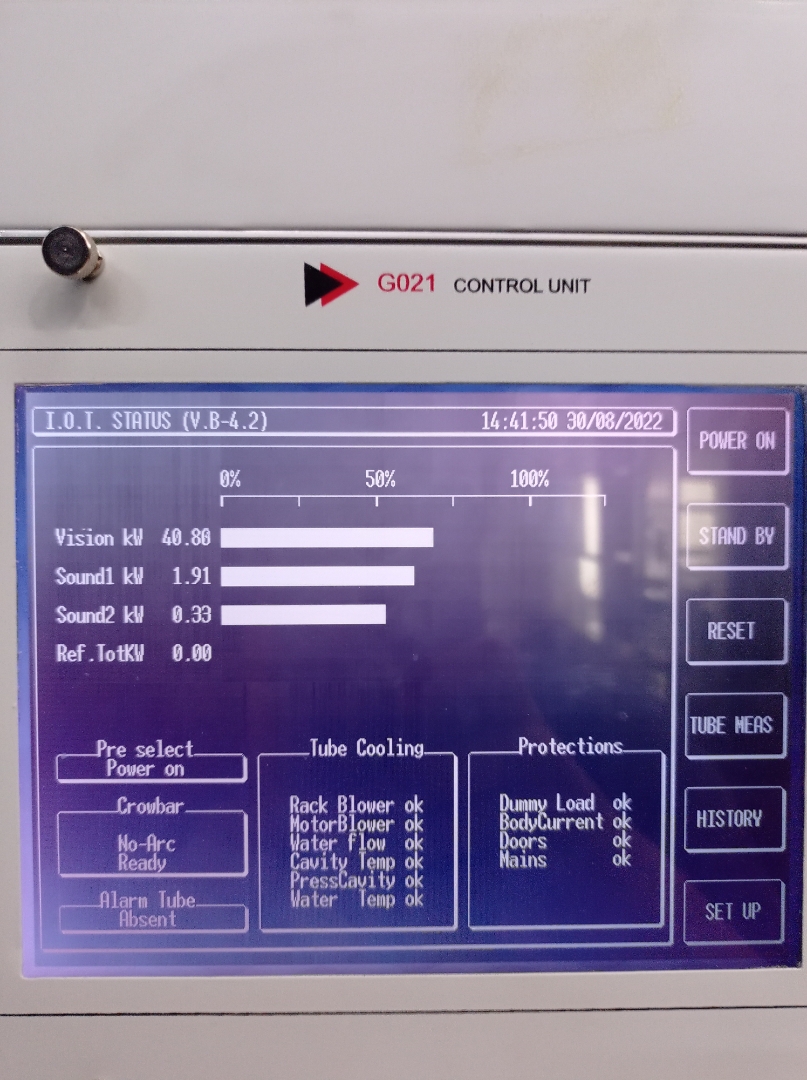 G021 CONTROL UNIT
I.O.T. STATUS (V.B-4.2) 14:41:50 30/08/2022
0% 50% 100%
Vision kW 40.80
Sound1 kW 1.91
Sound2 kW 0.33
Ref.TotKW 0.00
Pre select
Power on
Crowbar
No-Arc
Ready
Alarm Tube
Absent
Tube Cooling
Rack Blower ok
MotorBlower ok
Water flow ok
Cavity Temp ok
PressCavity ok
Water Temp ok
Protections
Dummy Load ok
BodyCurrent ok
Doors ok
Mains ok
POWER ON
STAND BY
RESET
TUBE MEAS
HISTORY
SET UP